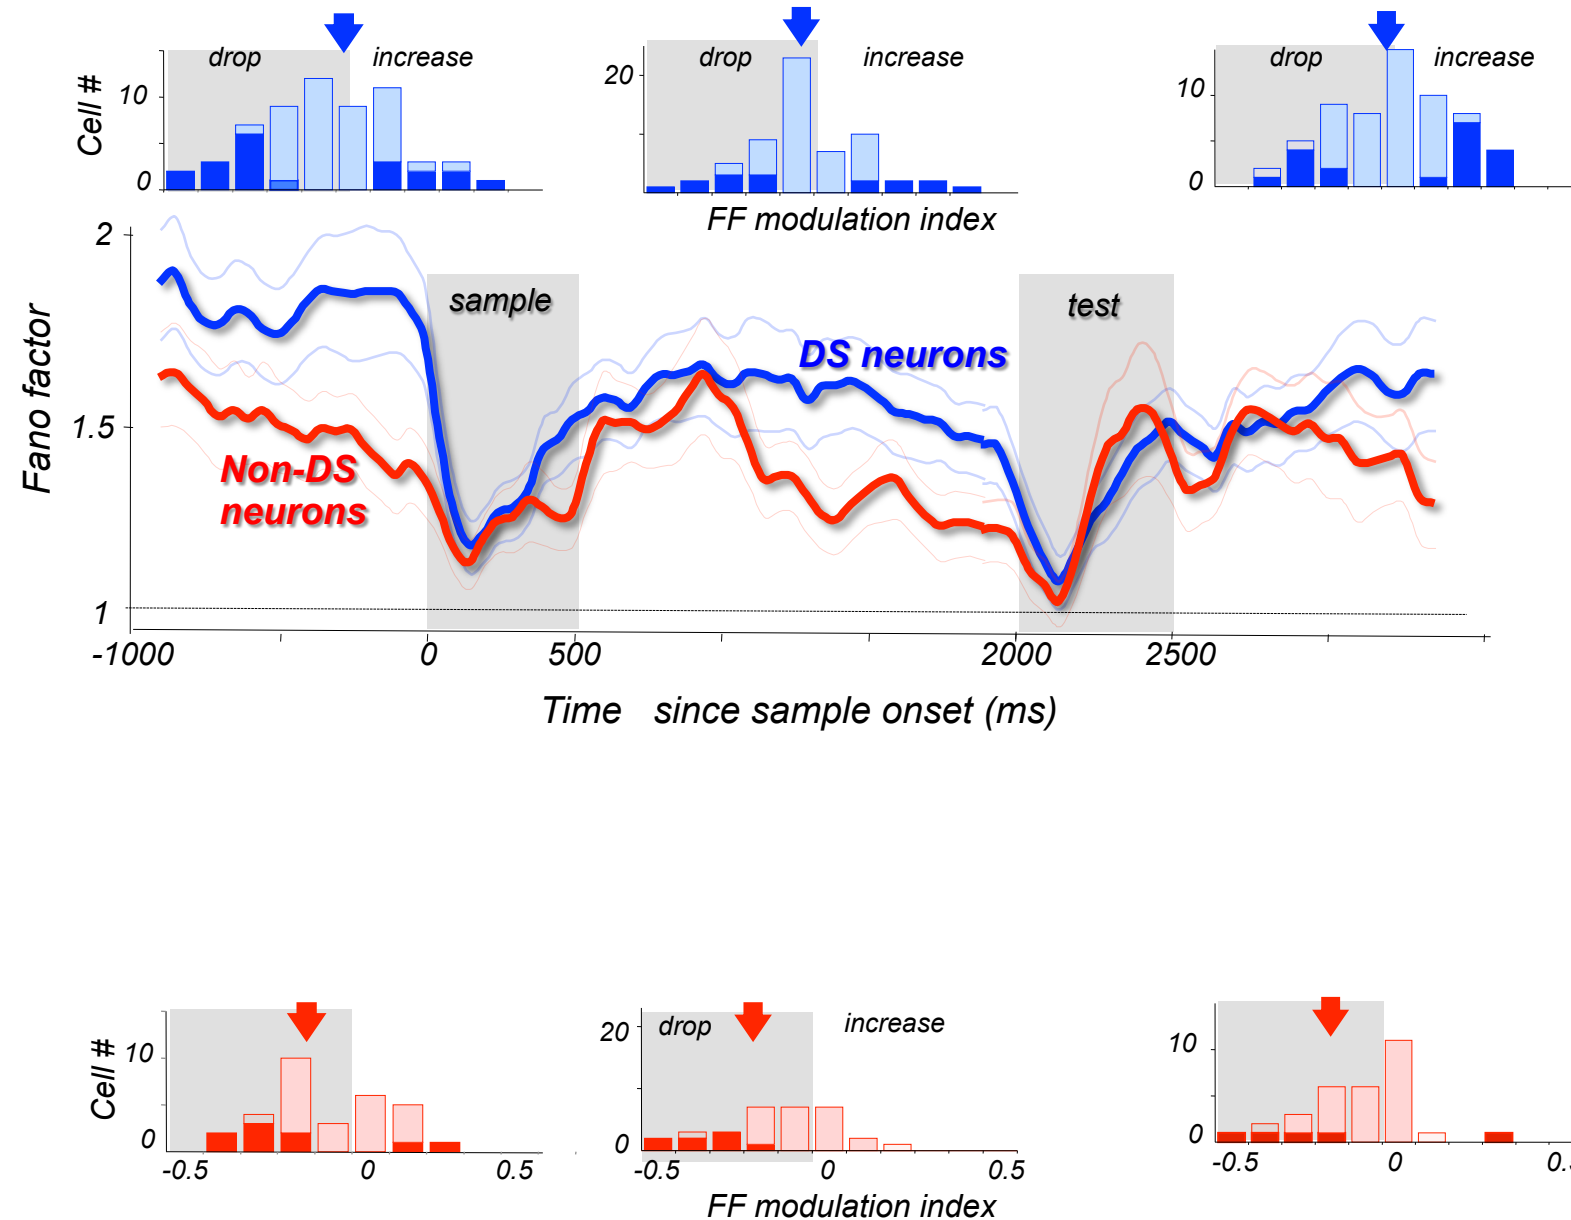 drop increase
drop increase
drop increase
Cell #
10
0
20
10
0
FF modulation index
Fano factor
2
1.5
1
sample
test
DS neurons
Non-DS
neurons
-1000 0 500 2000 2500
Time since sample onset (ms)
Cell #
10
0
-0.5 0 0.5
drop increase
20
0
-0.5 0 0.5
FF modulation index
10
0
-0.5 0